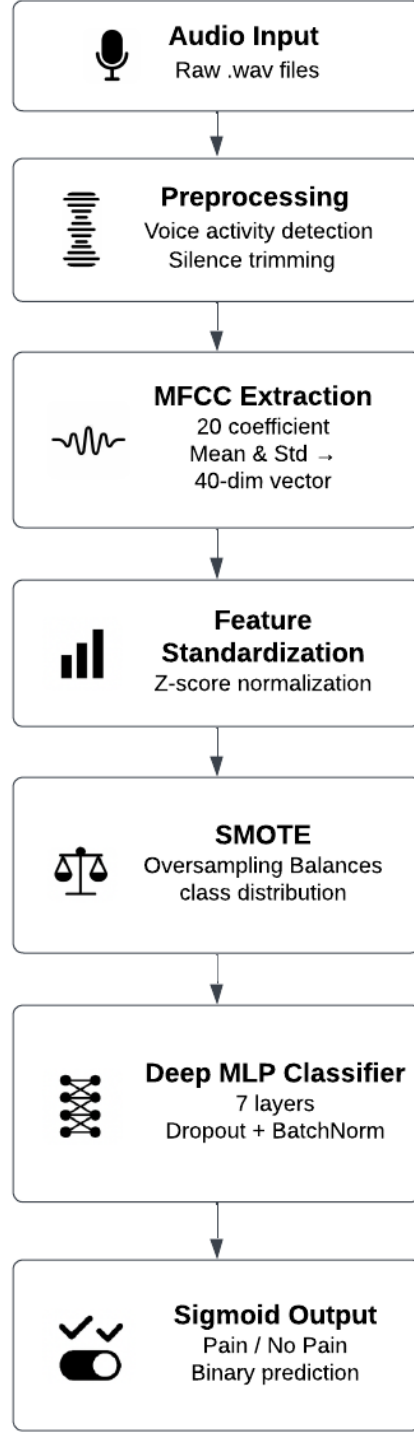 Audio Input
Raw .wav files
Preprocessing
Voice activity detection
Silence trimming
MFCC Extraction
20 coefficient
Mean & Std →
40-dim vector
Feature
Standardization
Z-score normalization
SMOTE
Oversampling Balances
class distribution
Deep MLP Classifier
7 layers
Dropout + BatchNorm
Sigmoid Output
Pain / No Pain
Binary prediction